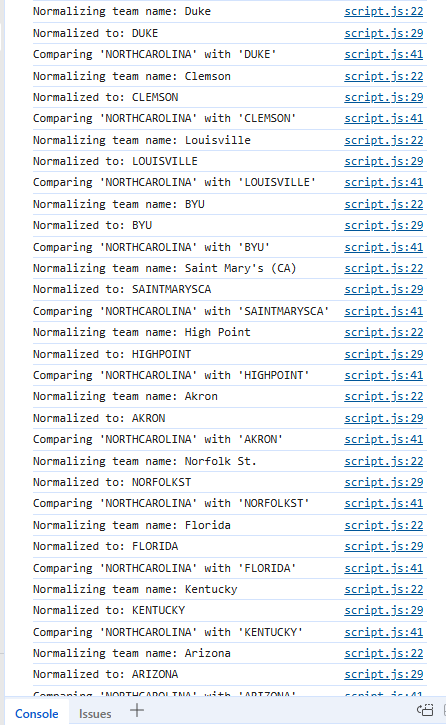 Normalizing team name: Duke script.js:22
Normalized to: DUKE script.js:29
Comparing 'NORTHCAROLINA' with 'DUKE' script.js:41
Normalizing team name: Clemson script.js:22
Normalized to: CLEMSON script.js:29
Comparing 'NORTHCAROLINA' with 'CLEMSON' script.js:41
Normalizing team name: Louisville script.js:22
Normalized to: LOUISVILLE script.js:29
Comparing 'NORTHCAROLINA' with 'LOUISVILLE' script.js:41
Normalizing team name: BYU script.js:22
Normalized to: BYU script.js:29
Comparing 'NORTHCAROLINA' with 'BYU' script.js:41
Normalizing team name: Saint Mary's (CA) script.js:22
Normalized to: SAINTMARYSCA script.js:29
Comparing 'NORTHCAROLINA' with 'SAINTMARYSCA' script.js:41
Normalizing team name: High Point script.js:22
Normalized to: HIGHPOINT script.js:29
Comparing 'NORTHCAROLINA' with 'HIGHPOINT' script.js:41
Normalizing team name: Akron script.js:22
Normalized to: AKRON script.js:29
Comparing 'NORTHCAROLINA' with 'AKRON' script.js:41
Normalizing team name: Norfolk St. script.js:22
Normalized to: NORFOLKST script.js:29
Comparing 'NORTHCAROLINA' with 'NORFOLKST' script.js:41
Normalizing team name: Florida script.js:22
Normalized to: FLORIDA script.js:29
Comparing 'NORTHCAROLINA' with 'FLORIDA' script.js:41
Normalizing team name: Kentucky script.js:22
Normalized to: KENTUCKY script.js:29
Comparing 'NORTHCAROLINA' with 'KENTUCKY' script.js:41
Normalizing team name: Arizona script.js:22
Normalized to: ARIZONA script.js:29
Comparing 'NORTHCAROLINA' with 'ARIZONA' script.js:41
Console Issues